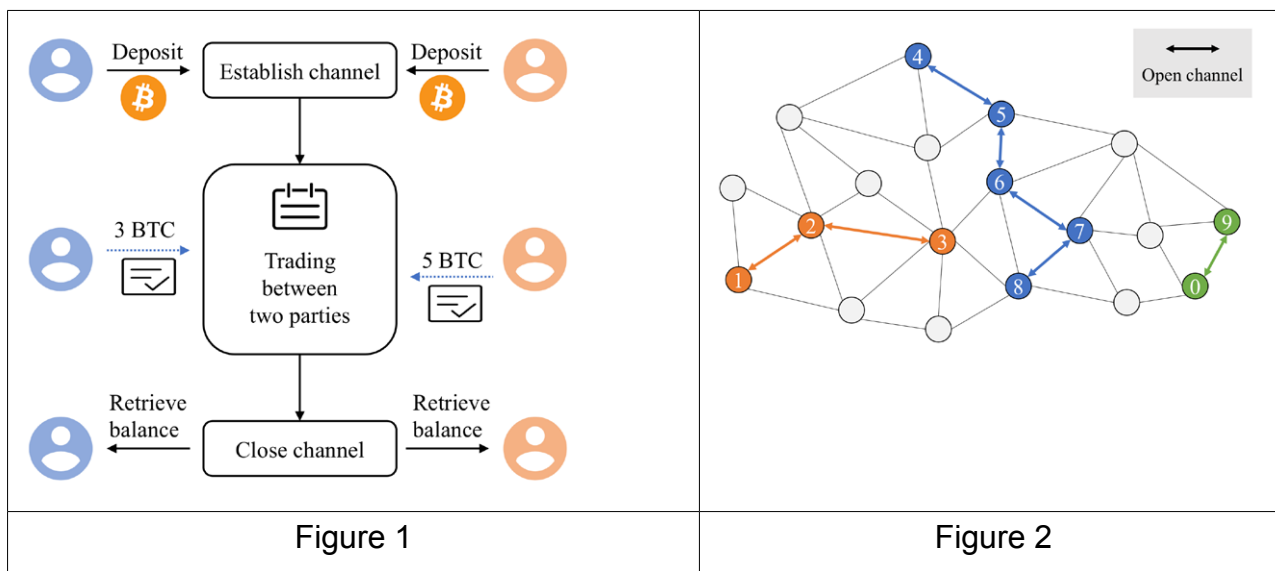 Deposit
Establish channel
Deposit
3 BTC
Trading
between
two parties
5 BTC
Retrieve
balance
Close channel
Retrieve
balance
Figure 1
4
Open channel
5
6
2
3
7
9
1
8
0
Figure 2